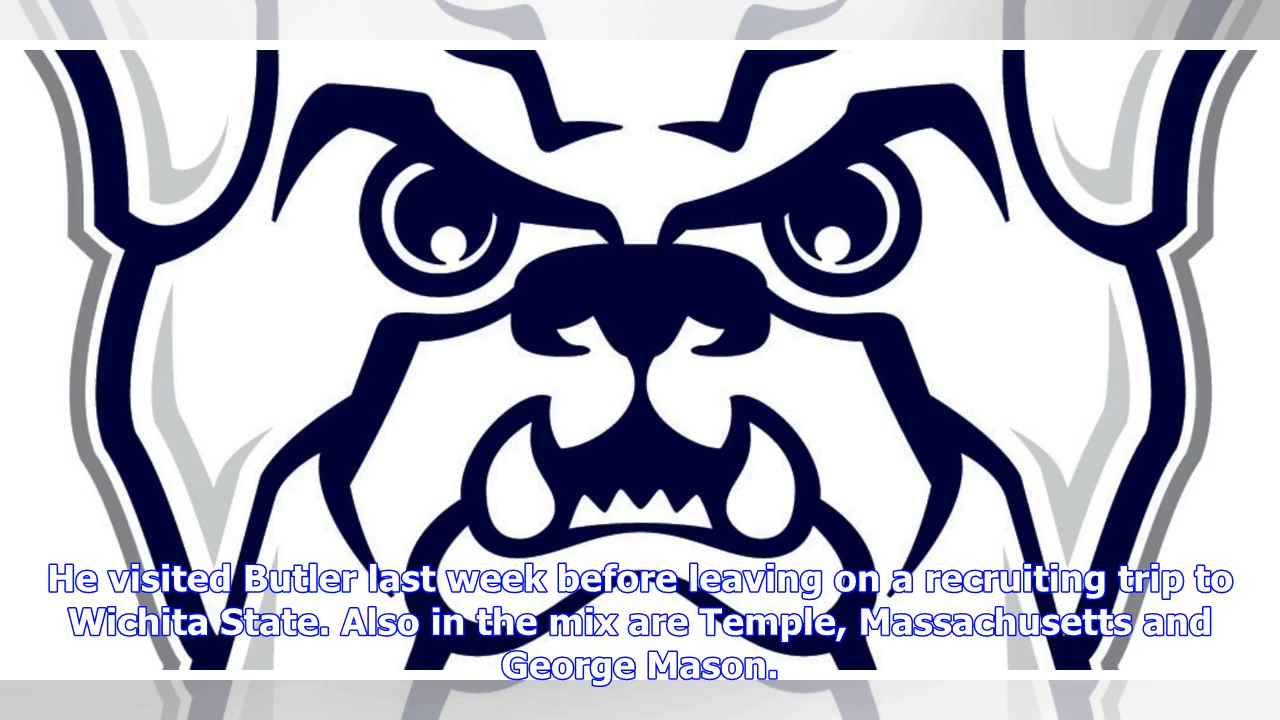 He visited Butler last week before leaving on a recruiting trip to
Wichita State. Also in the mix are Temple, Massachusetts and
George Mason.